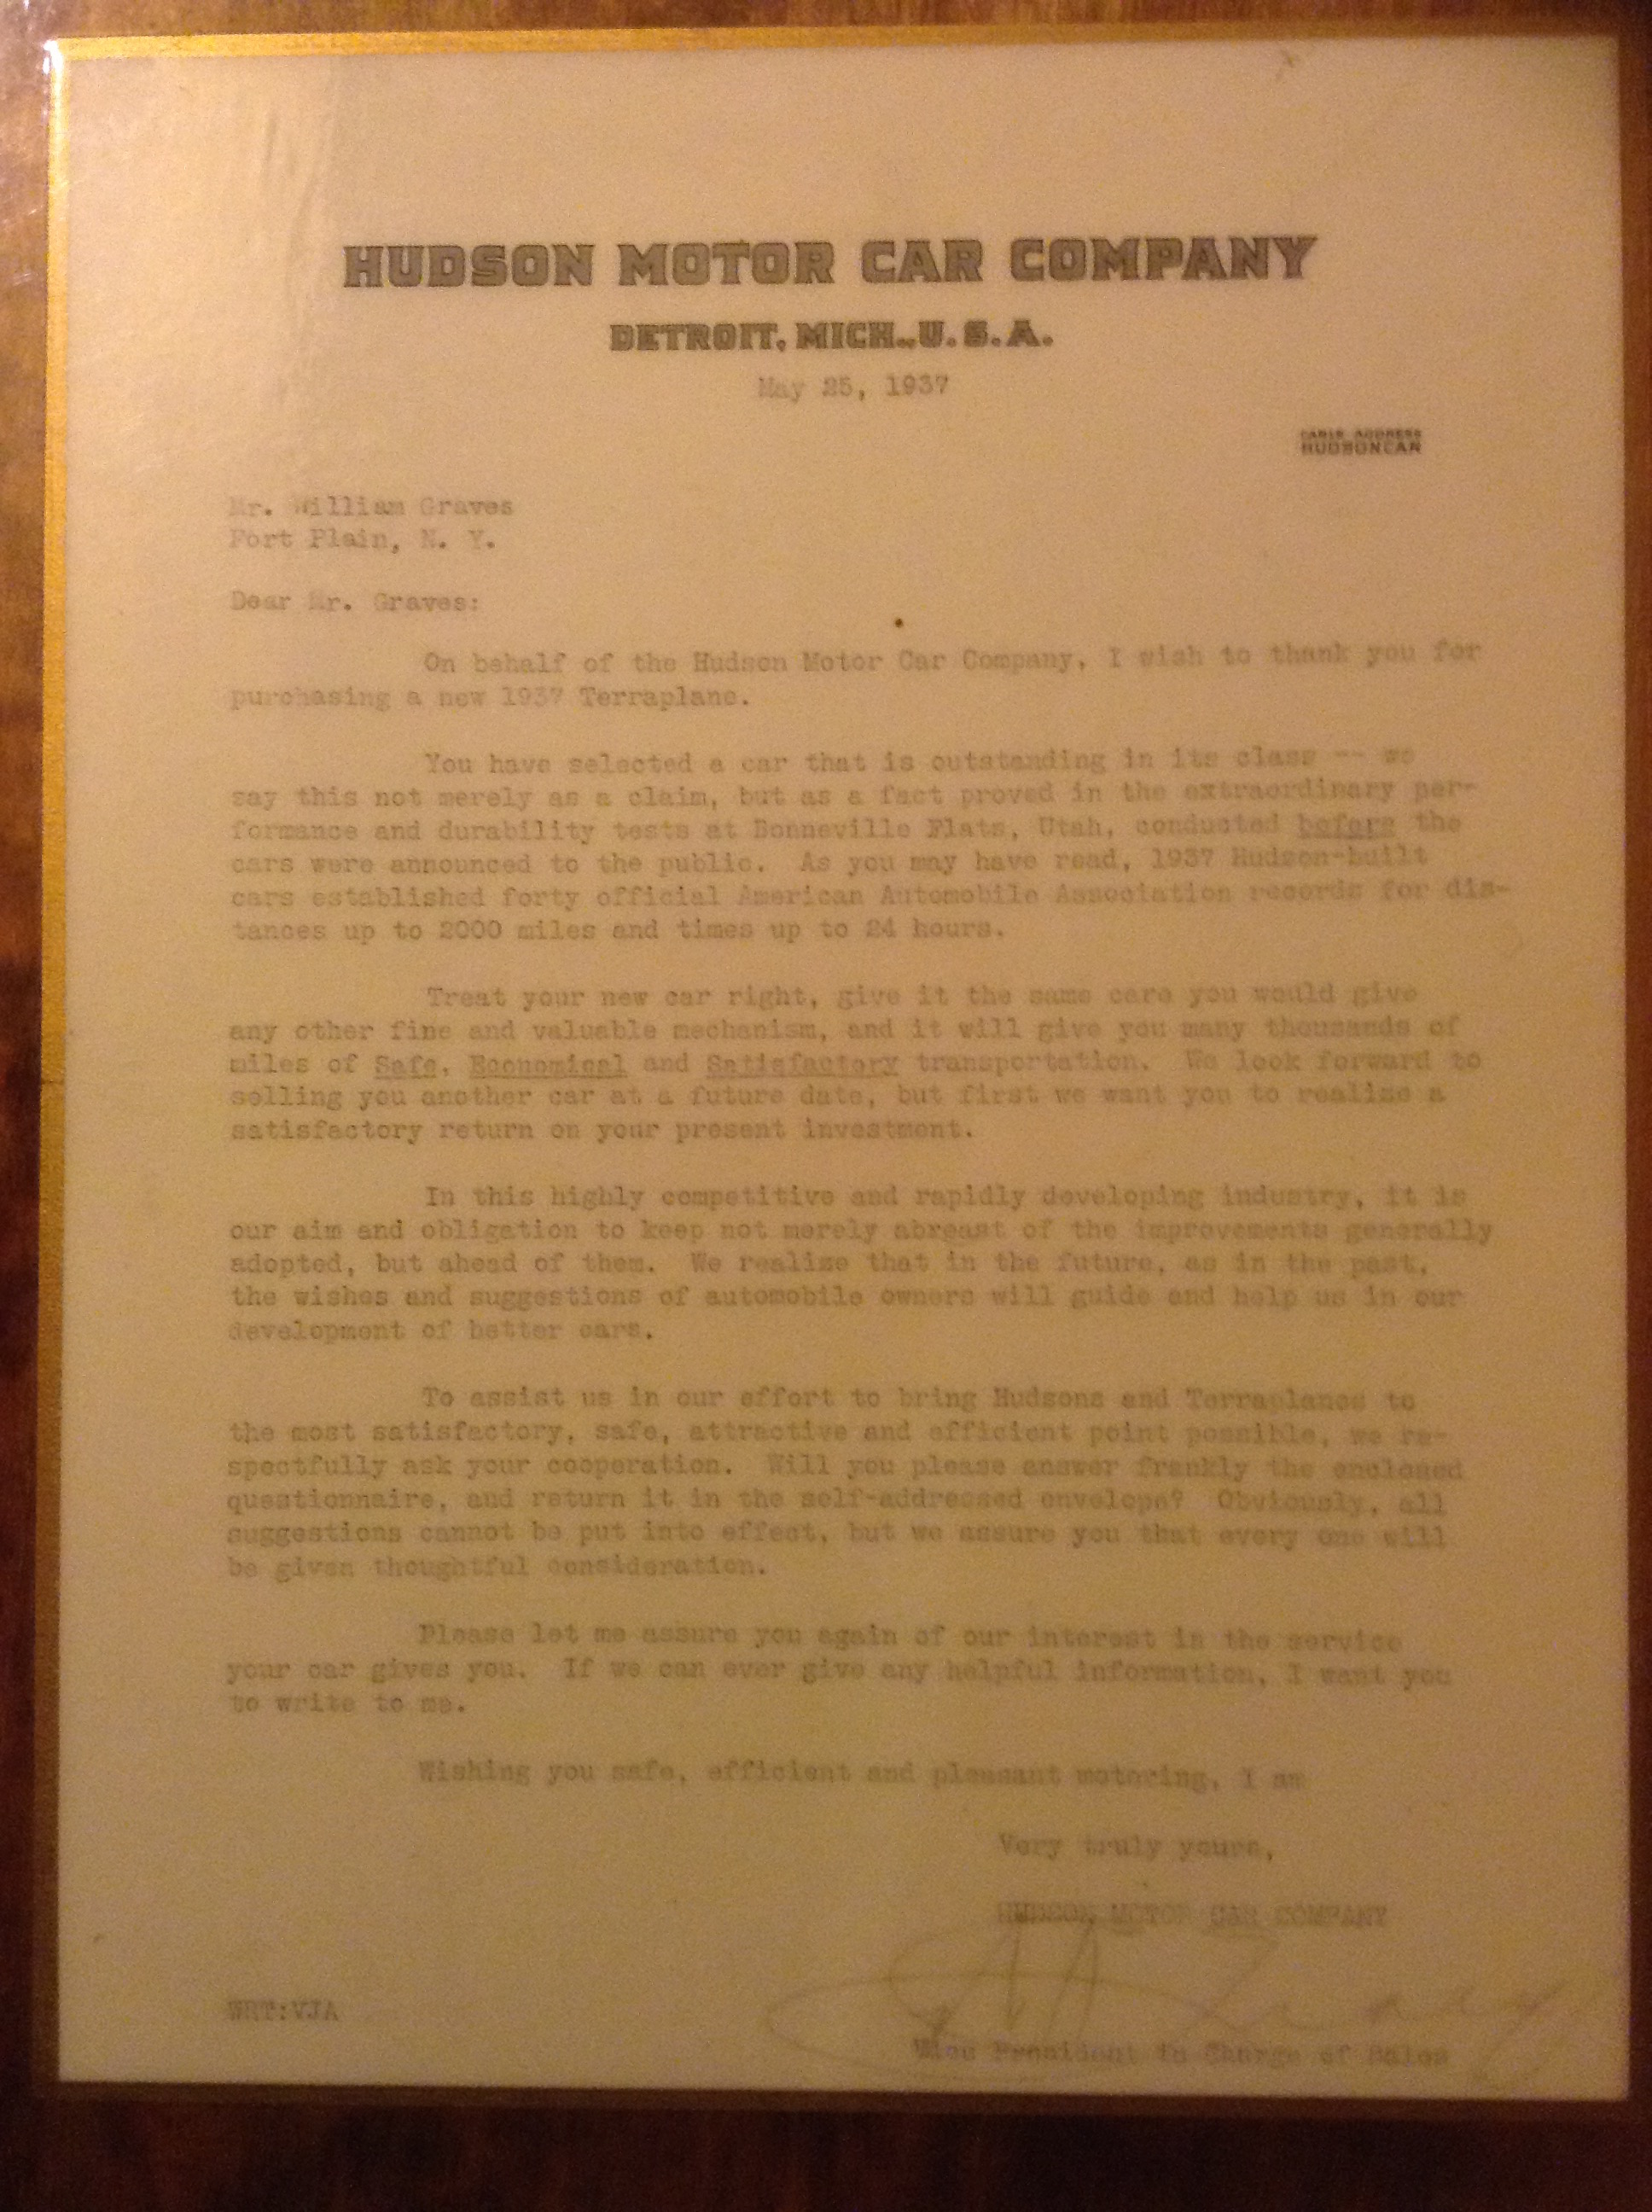 HUDSON MOTOR CAR COMPANY
DETROIT, MICH., U. S. A.
May 25, 1937
CABLE ADDRESS
HUDSONCAR
Mr. William Graves
Fort Plain, N. Y.
Dear Mr. Graves:
On behalf of the Hudson Motor Car Company, I wish to thank you for
purchasing a new 1937 Terraplane.
You have selected a car that is outstanding in its class -- we
say this not merely as a claim, but as a fact proved in the extraordinary per-
formance and durability tests at Bonneville Flats, Utah, conducted before the
cars were announced to the public. As you may have read, 1937 Hudson-built
cars established forty official American Automobile Association records for dis-
tances up to 2000 miles and times up to 24 hours.
Treat your new car right, give it the same care you would give
any other fine and valuable mechanism, and it will give you many thousands of
miles of Safe, Economical and Satisfactory transportation. We look forward to
selling you another car at a future date, but first we want you to realize a
satisfactory return on your present investment.
In this highly competitive and rapidly developing industry, it is
our aim and obligation to keep not merely abreast of the improvements generally
adopted, but ahead of them. We realize that in the future, as in the past,
the wishes and suggestions of automobile owners will guide and help us in our
development of better cars.
To assist us in our effort to bring Hudsons and Terraplanes to
the most satisfactory, safe, attractive and efficient point possible, we re-
spectfully ask your cooperation. Will you please answer frankly the enclosed
questionnaire, and return it in the self-addressed envelope? Obviously, all
suggestions cannot be put into effect, but we assure you that every one will
be given thoughtful consideration.
Please let me assure you again of our interest in the service
your car gives you. If we can ever give any helpful information, I want you
to write to me.
Wishing you safe, efficient and pleasant motoring, I am
Very truly yours,
HUDSON MOTOR CAR COMPANY
WRT:VJA
Vice President in Charge of Sales